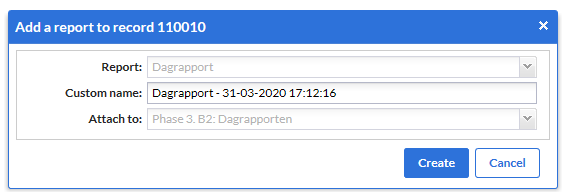 Add a report to record 110010
Report: Dagrapport
Custom name: Dagrapport - 31-03-2020 17:12:16
Attach to: Phase 3. B2: Dagrapporten
Create Cancel